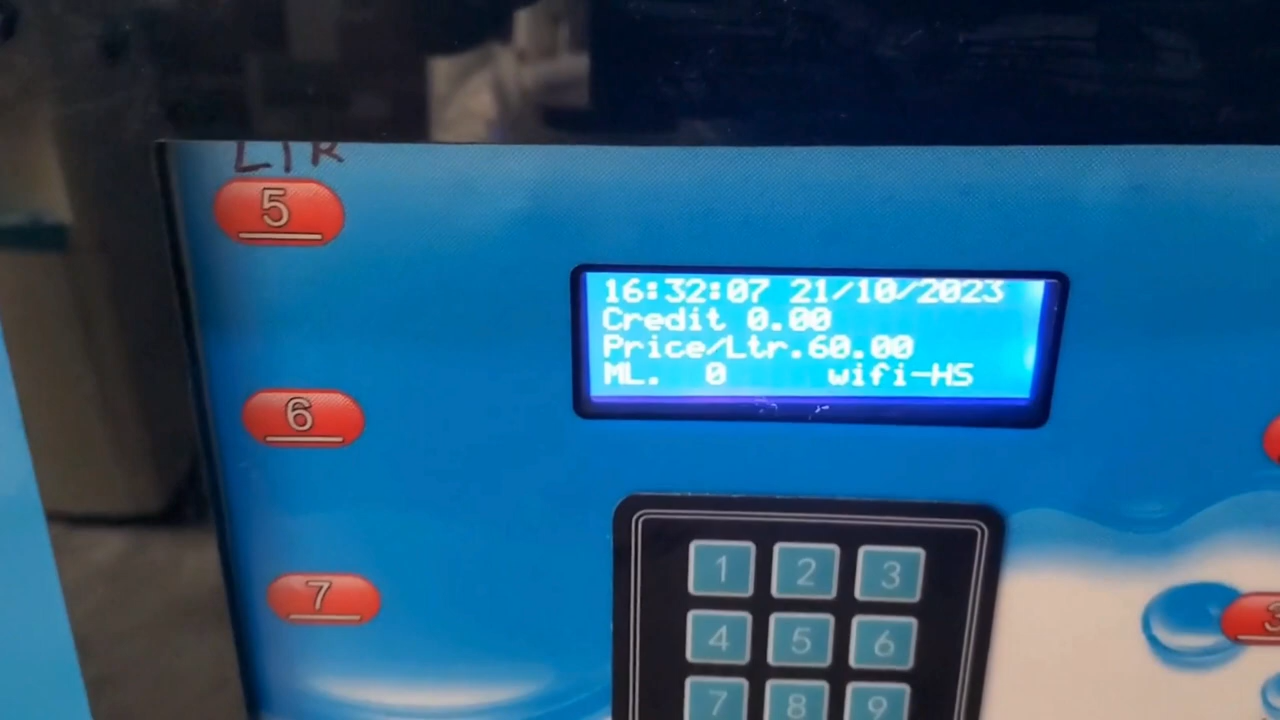 LTR
5
16:32:07 21/10/2023
Credit 0.00
Price/Ltr.60.00
ML. 0 wifi-HS
6
7
1 2 3
4 5 6
7 8 9
3